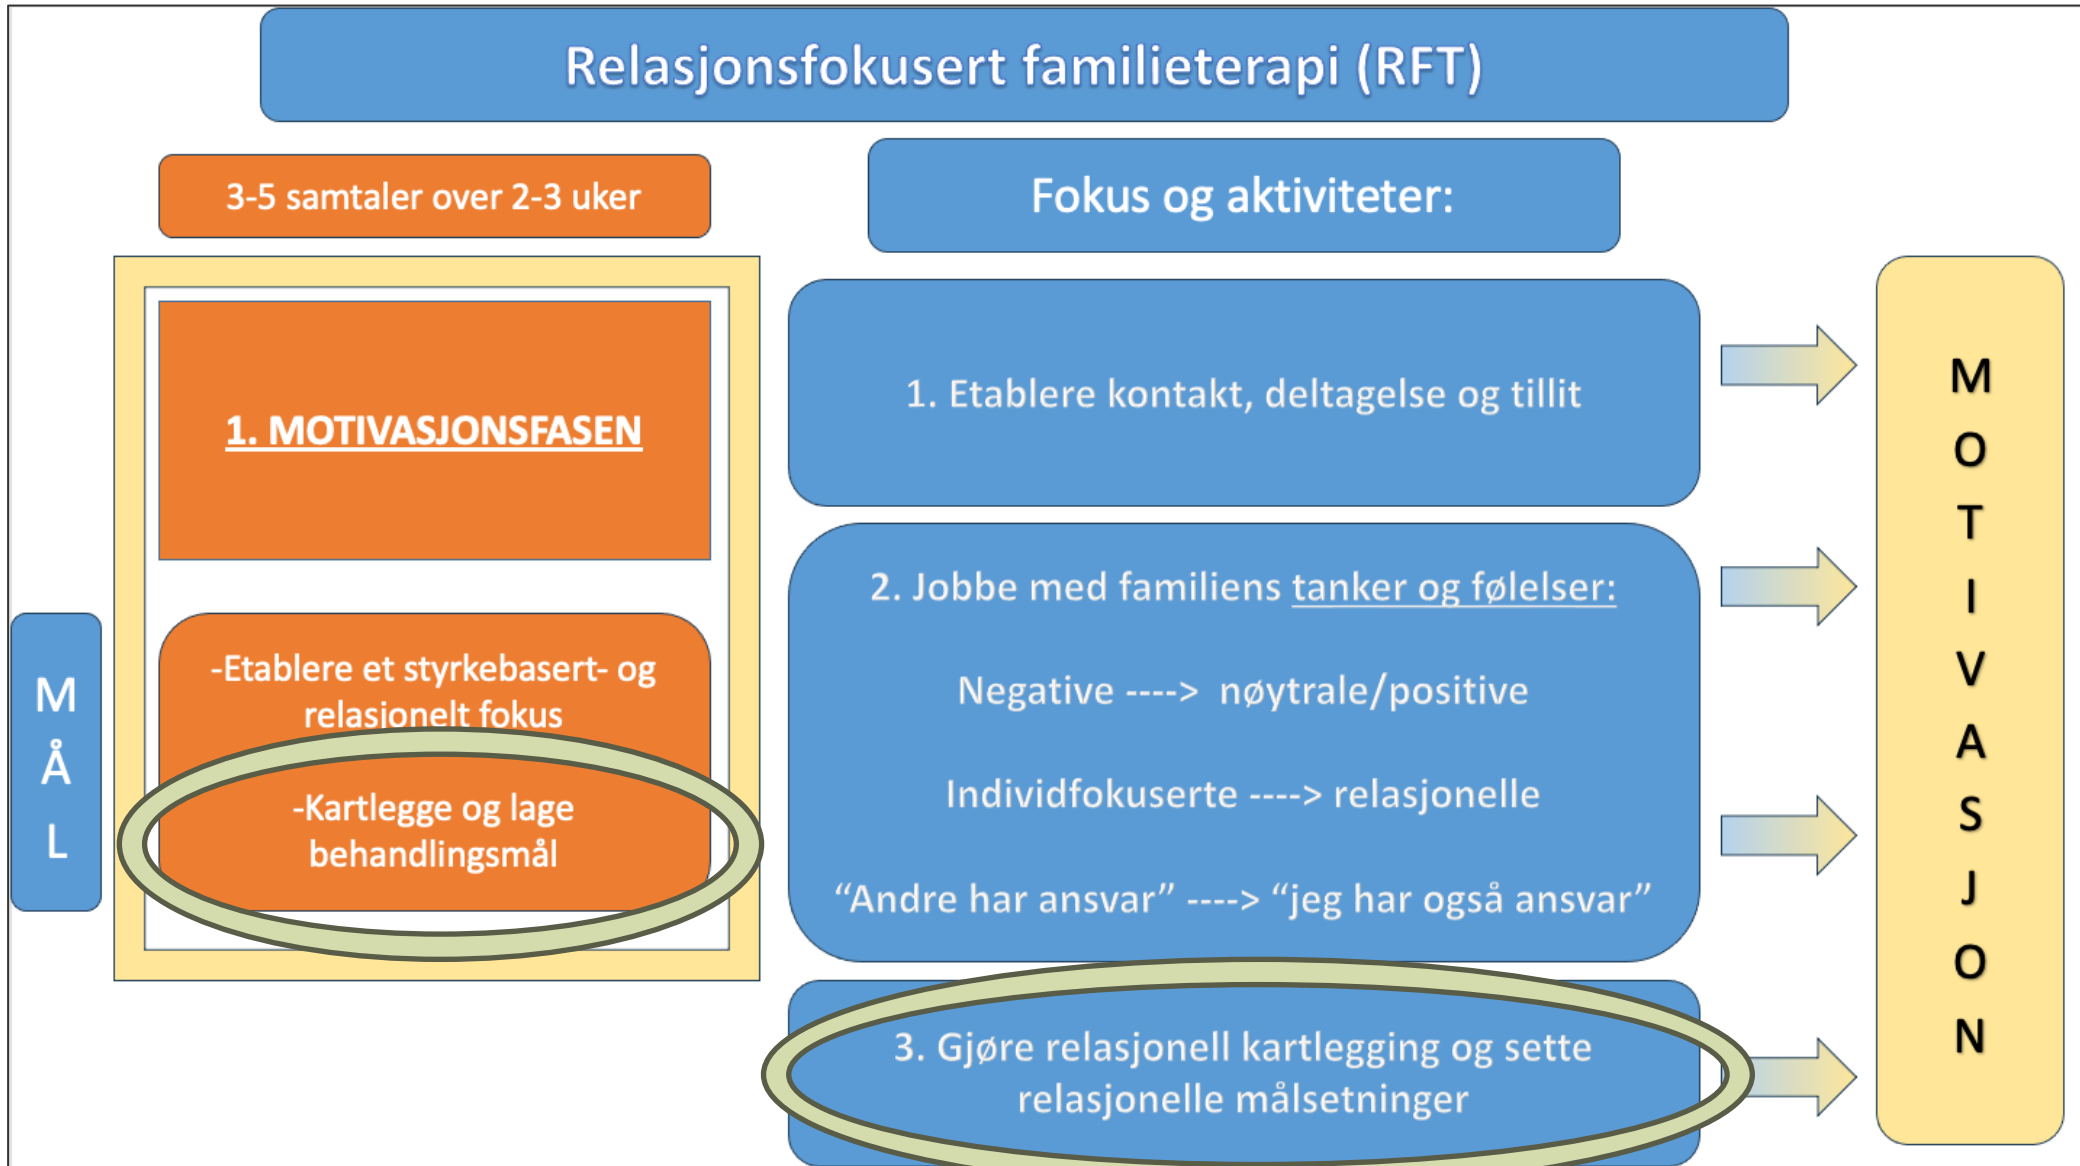 Relasjonsfokusert familieterapi (RFT)
3-5 samtaler over 2-3 uker
Fokus og aktiviteter:
1. MOTIVASJONSFASEN
MÅL
-Etablere et styrkebasert- og
relasionelt fokus
-Kartlegge og lage
behandlingsmål
1. Etablere kontakt, deltagelse og tillit
2. Jobbe med familiens tanker og følelser:
Negative ----> nøytrale/positive
Individfokuserte ----> relasjonelle
“Andre har ansvar” ----> “jeg har også ansvar”
3. Gjøre relasjonell kartlegging og sette
relasjonelle målsetninger
MOTIVASJON